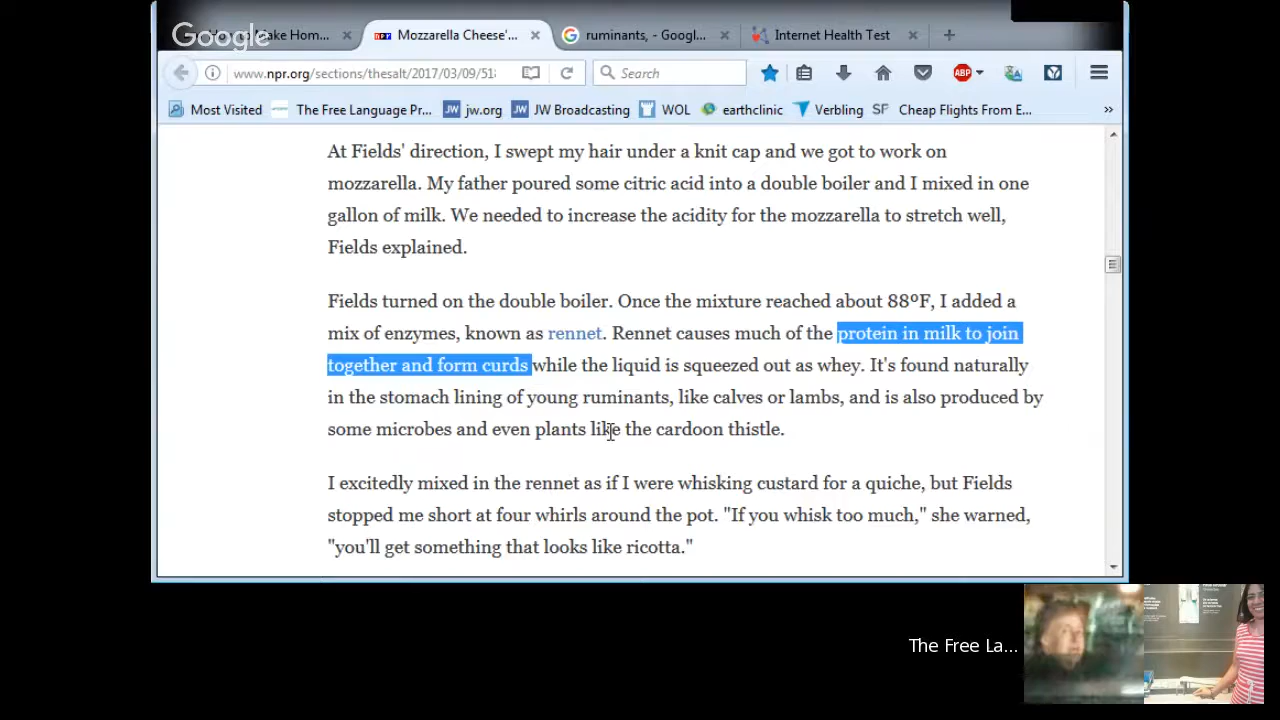 Google
to Make Hom...
Mozzarella Cheese'...
ruminants, - Googl...
Internet Health Test
www.npr.org/sections/thesalt/2017/03/09/51
Search
ABP
Most Visited
The Free Language Pr...
JW jw.org
JW JW Broadcasting
WOL
earthclinic
Verbling
SF Cheap Flights From E...
At Fields' direction, I swept my hair under a knit cap and we got to work on
mozzarella. My father poured some citric acid into a double boiler and I mixed in one
gallon of milk. We needed to increase the acidity for the mozzarella to stretch well,
Fields explained.
Fields turned on the double boiler. Once the mixture reached about 88ºF, I added a
mix of enzymes, known as rennet. Rennet causes much of the protein in milk to join
together and form curds while the liquid is squeezed out as whey. It's found naturally
in the stomach lining of young ruminants, like calves or lambs, and is also produced by
some microbes and even plants like the cardoon thistle.
I excitedly mixed in the rennet as if I were whisking custard for a quiche, but Fields
stopped me short at four whirls around the pot. "If you whisk too much," she warned,
"you'll get something that looks like ricotta."
The Free La...